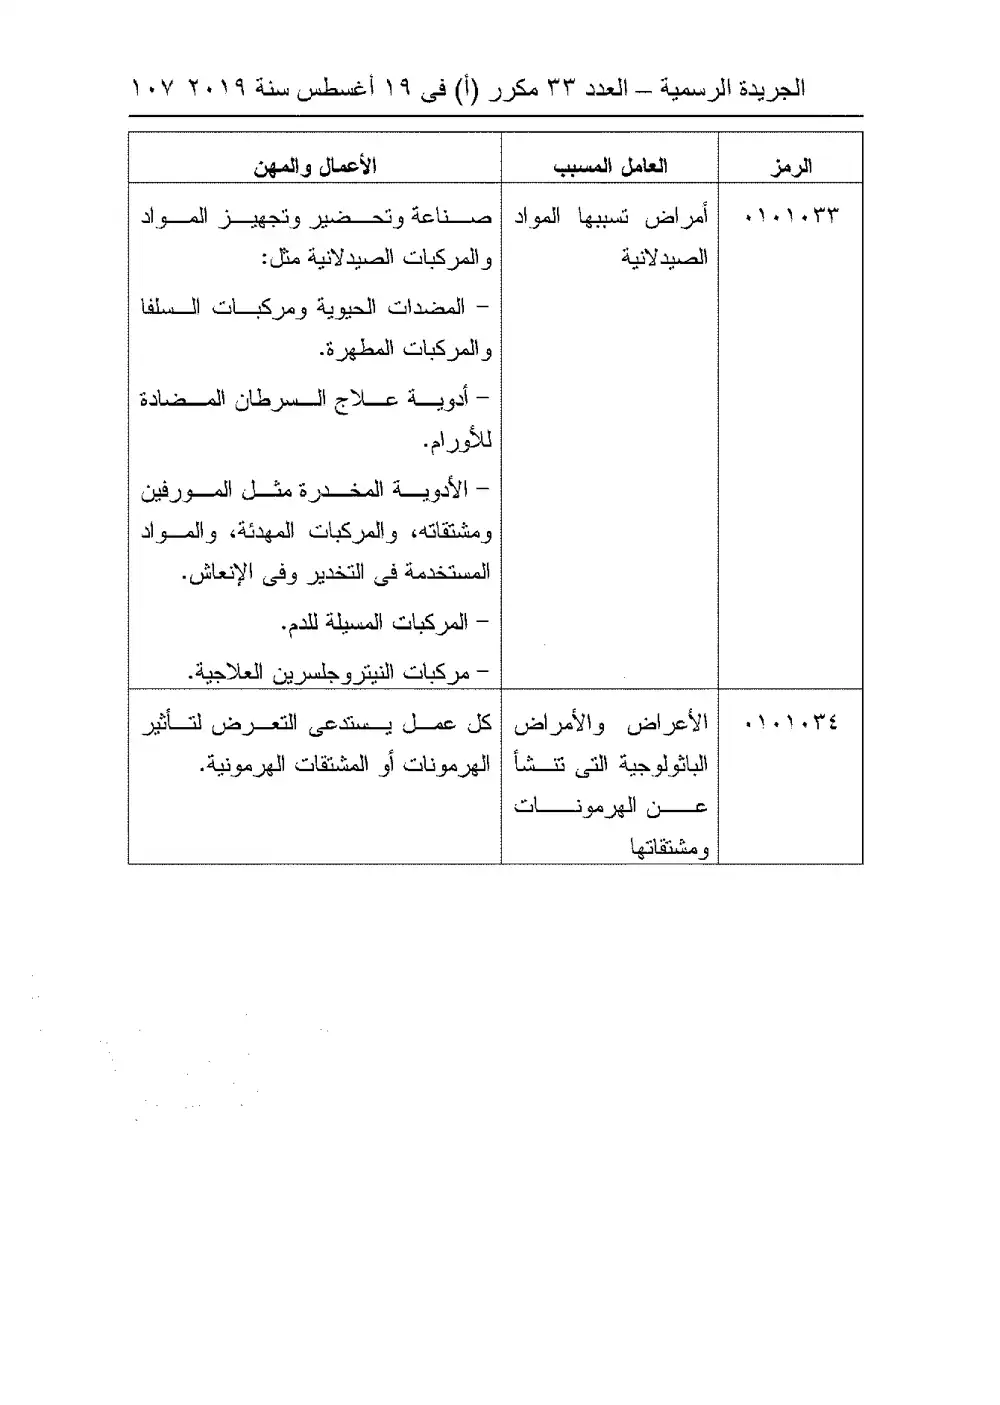 الجريدة الرسمية – العدد ٣٣ مكرر (أ) فى ١٩ أغسطس سنة ٢٠١٩ ١٠٧
الرمز العامل المسبب الأعمال والمهن
٠١٠١٠٣٣ أمراض تسببها المواد صناعة وتحضير وتجهيز المواد
الصيدلانية والمركبات الصيدلانية مثل:
– المضدات الحيوية ومركبات السلفا
والمركبات المطهرة.
– أدوية علاج السرطان المضادة
للأورام.
– الأدوية المخدرة مثل المورفين
ومشتقاته، والمركبات المهدئة، والمواد
المستخدمة فى التخدير وفى الإنعاش.
– المركبات المسيلة للدم.
– مركبات النيتروجلسرين العلاجية.
٠١٠١٠٣٤ الأعراض والأمراض كل عمل يستدعى التعرض لتأثير
الباثولوجية التى تنشأ الهرمونات أو المشتقات الهرمونية.
عن الهرمونات
ومشتقاتها